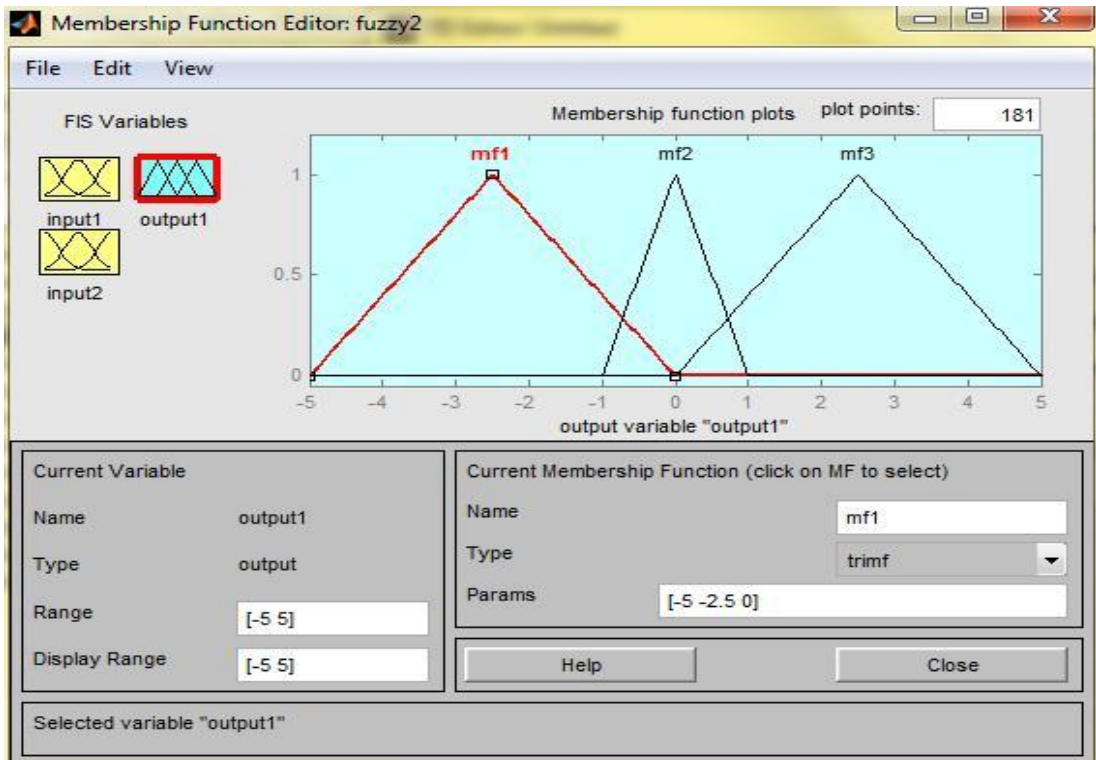 Membership Function Editor: fuzzy2
File Edit View
FIS Variables
input1
output1
input2
Membership function plots
plot points:
181
mf1
mf2
mf3
1
0.5
0
-5 -4 -3 -2 -1 0 1 2 3 4 5
output variable "output1"
Current Variable
Name output1
Type output
Range [-5 5]
Display Range [-5 5]
Current Membership Function (click on MF to select)
Name mf1
Type trimf
Params [-5 -2.5 0]
Help
Close
Selected variable "output1"